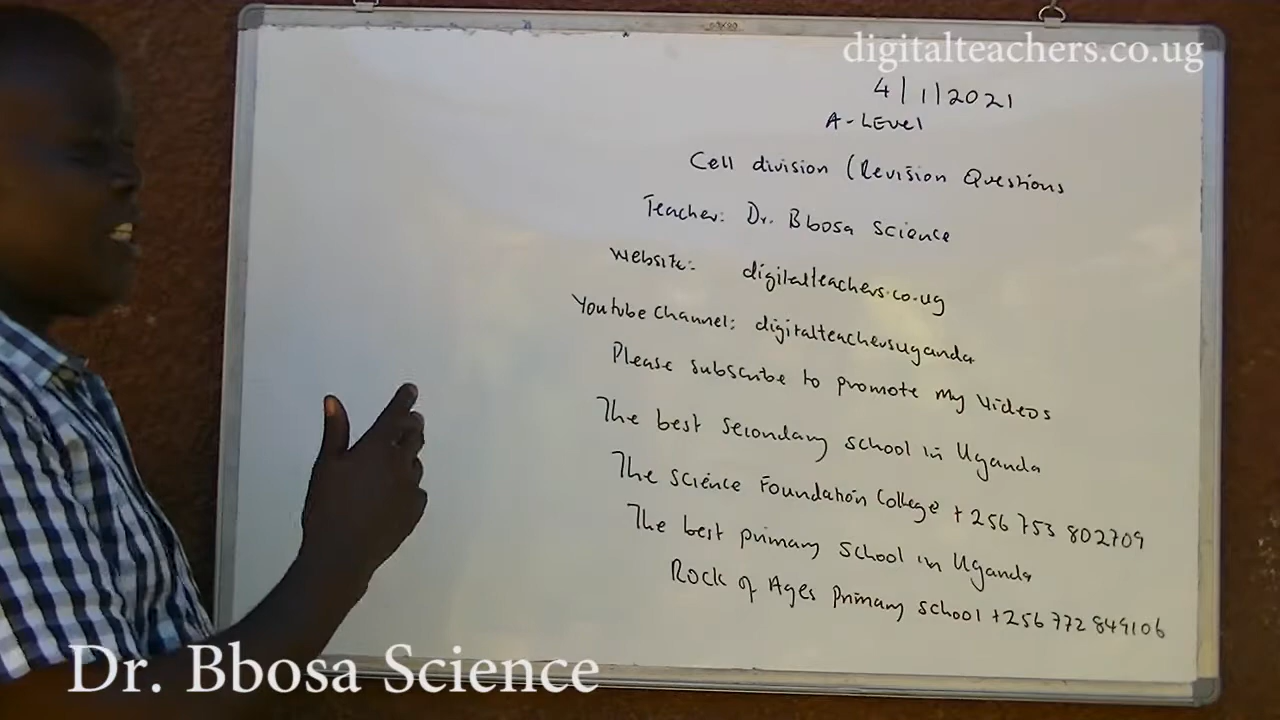 digitalteachers.co.ug
4/1/2021
A-LEvel
Cell division (Revision Questions
Teacher: Dr. Bbosa Science
Website: digitalteachers.co.ug
Youtube Channel: digitalteachersuganda
Please subscribe to promote my videos
The best secondary school in Uganda
The science Foundation College +256 753 802709
The best primary school in Uganda
Rock of Ages primary school +256 772 849106
Dr. Bbosa Science